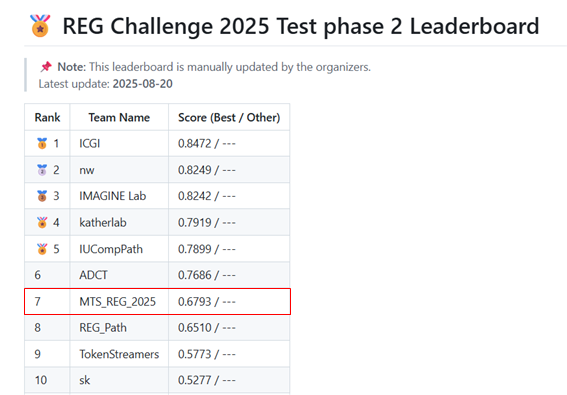 REG Challenge 2025 Test phase 2 Leaderboard
Note: This leaderboard is manually updated by the organizers.
Latest update: 2025-08-20
Rank Team Name Score (Best / Other)
1 ICGI 0.8472 / ---
2 nw 0.8249 / ---
3 IMAGINE Lab 0.8242 / ---
4 katherlab 0.7919 / ---
5 IUCompPath 0.7899 / ---
6 ADCT 0.7686 / ---
7 MTS_REG_2025 0.6793 / ---
8 REG_Path 0.6510 / ---
9 TokenStreamers 0.5773 / ---
10 sk 0.5277 / ---